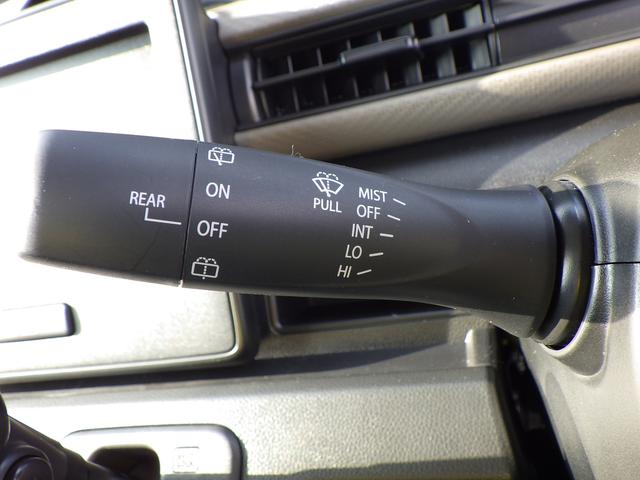 REAR
ON
OFF
PULL
MIST
OFF
INT
LO
HI